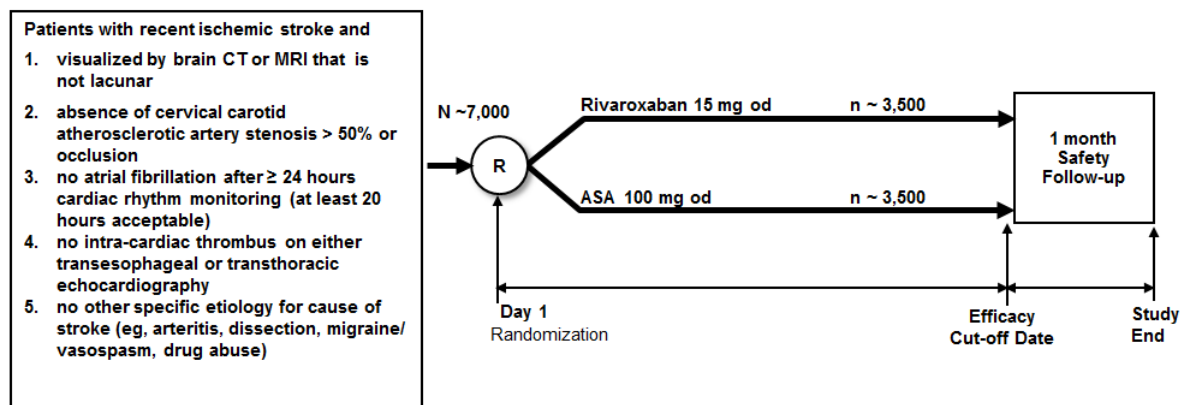 Patients with recent ischemic stroke and
1. visualized by brain CT or MRI that is
not lacunar
2. absence of cervical carotid
atherosclerotic artery stenosis > 50% or
occlusion
3. no atrial fibrillation after ≥ 24 hours
cardiac rhythm monitoring (at least 20
hours acceptable)
4. no intra-cardiac thrombus on either
transesophageal or transthoracic
echocardiography
5. no other specific etiology for cause of
stroke (eg, arteritis, dissection, migraine/
vasospasm, drug abuse)
N ~7,000
R
Rivaroxaban 15 mg od n ~ 3,500
ASA 100 mg od n ~ 3,500
1 month
Safety
Follow-up
Day 1
Randomization
Efficacy
Cut-off Date
Study
End